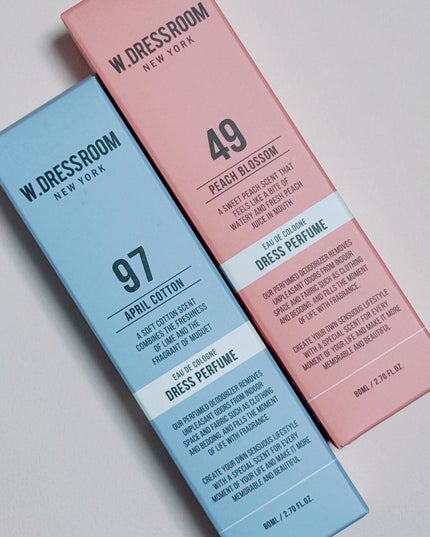 W.DRESSROOM
NEW YORK
97
APRIL COTTON
A SOFT COTTON SCENT
COMBINES THE FRESHNESS
OF LIME AND THE
FRAGRANT OF MUGUET
EAU DE COLOGNE
DRESS PERFUME
OUR PERFUMED DEODORIZER REMOVES
UNPLEASANT ODORS FROM INDOOR
SPACE AND FABRIC SUCH AS CLOTHING
AND BEDDING, AND FILLS THE MOMENT
OF LIFE WITH FRAGRANCE.
CREATE YOUR OWN SENSUOUS LIFESTYLE
WITH A SPECIAL SCENT FOR EVERY
MOMENT OF YOUR LIFE AND MAKE IT MORE
MEMORABLE AND BEAUTIFUL.
80ML / 2.70 FL.OZ.
W.DRESSROOM
NEW YORK
49
PEACH BLOSSOM
A SWEET PEACH SCENT THAT
FEELS LIKE A BITE OF
WATERY AND FRESH PEACH
JUICE IN MOUTH
EAU DE COLOGNE
DRESS PERFUME
OUR PERFUMED DEODORIZER REMOVES
UNPLEASANT ODORS FROM INDOOR
SPACE AND FABRIC SUCH AS CLOTHING
AND BEDDING, AND FILLS THE MOMENT
OF LIFE WITH FRAGRANCE.
CREATE YOUR OWN SENSUOUS LIFESTYLE
WITH A SPECIAL SCENT FOR EVERY
MOMENT OF YOUR LIFE AND MAKE IT MORE
MEMORABLE AND BEAUTIFUL.
80ML / 2.70 FL.OZ.